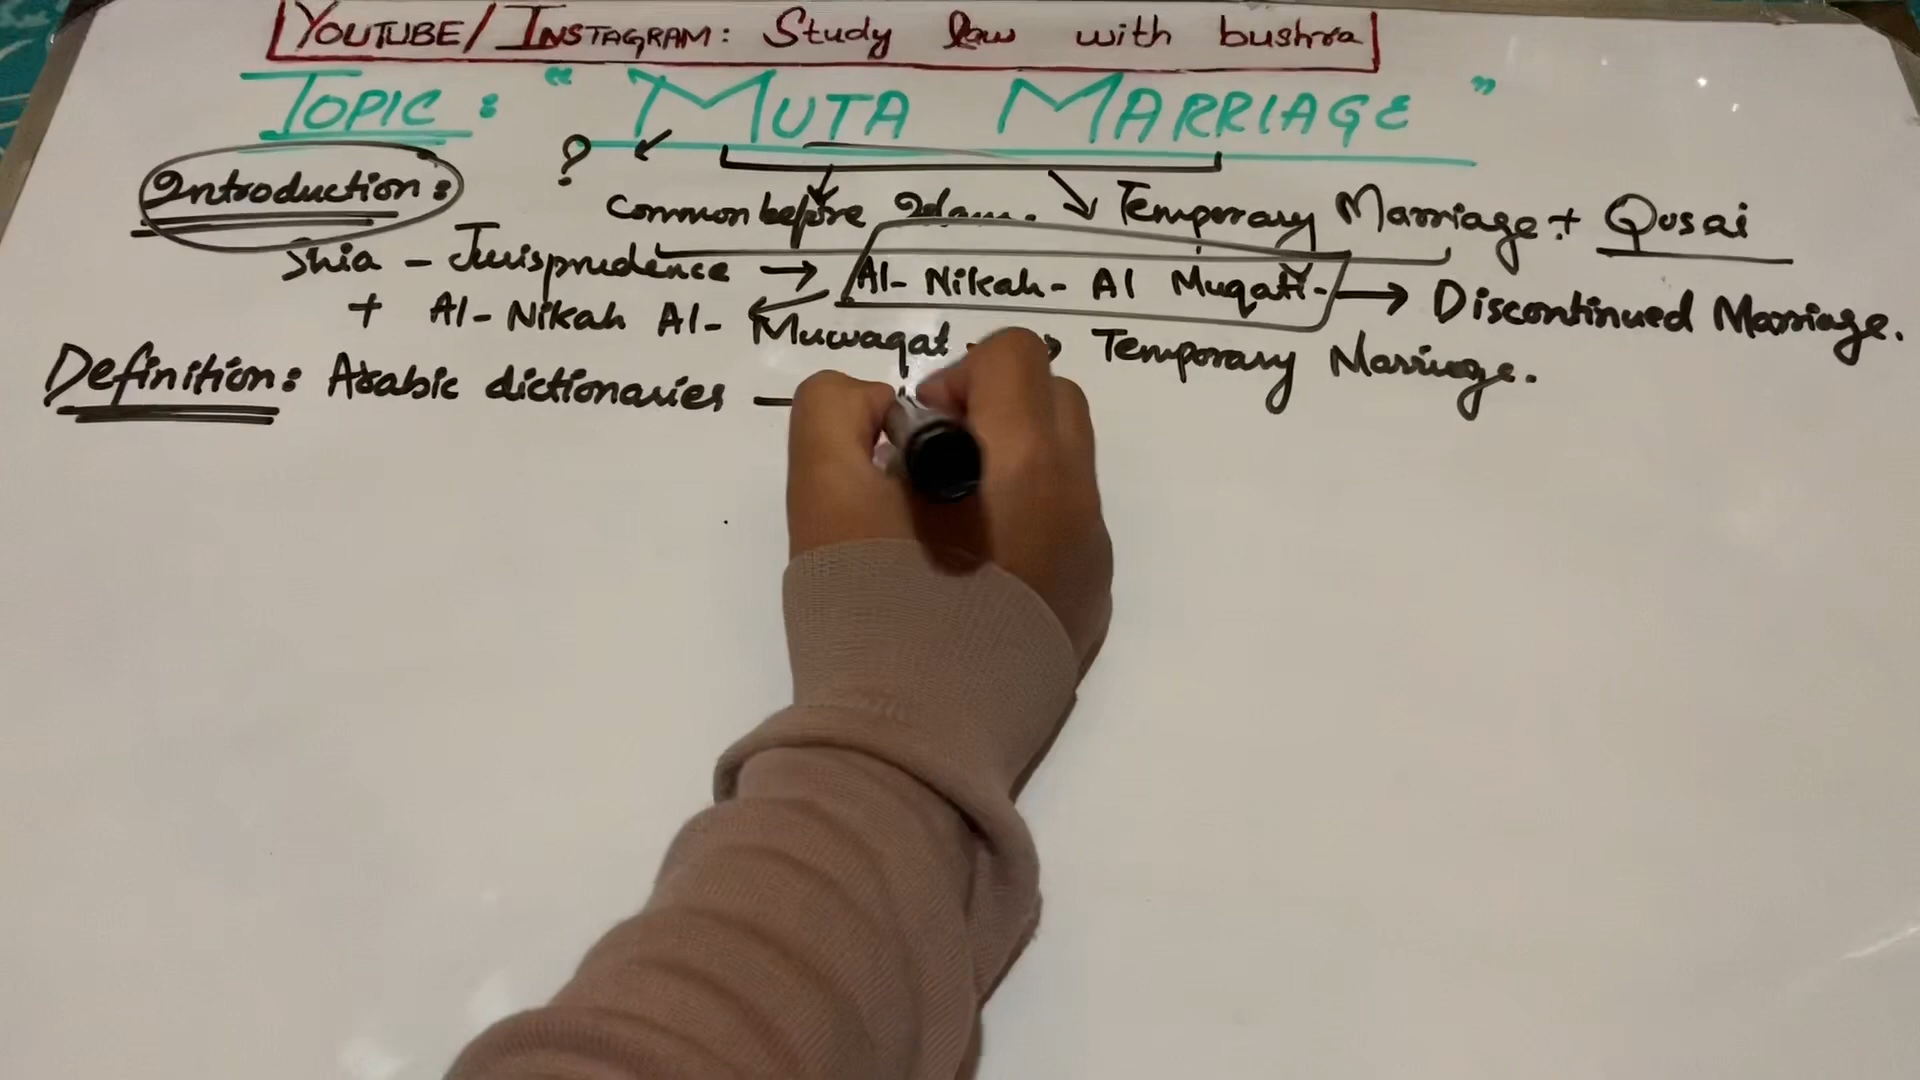 YOUTUBE/INSTAGRAM: Study law with bushra
TOPIC: "MUTA MARRIAGE"
?
Introduction: common before Islam. Temporary Marriage + Qusai
Shia - Jurisprudence → Al- Nikah- Al Muqati- → Discontinued Marriage.
+ Al- Nikah Al- Muwaqat → Temporary Marriage.
Definition: Arabic dictionaries —